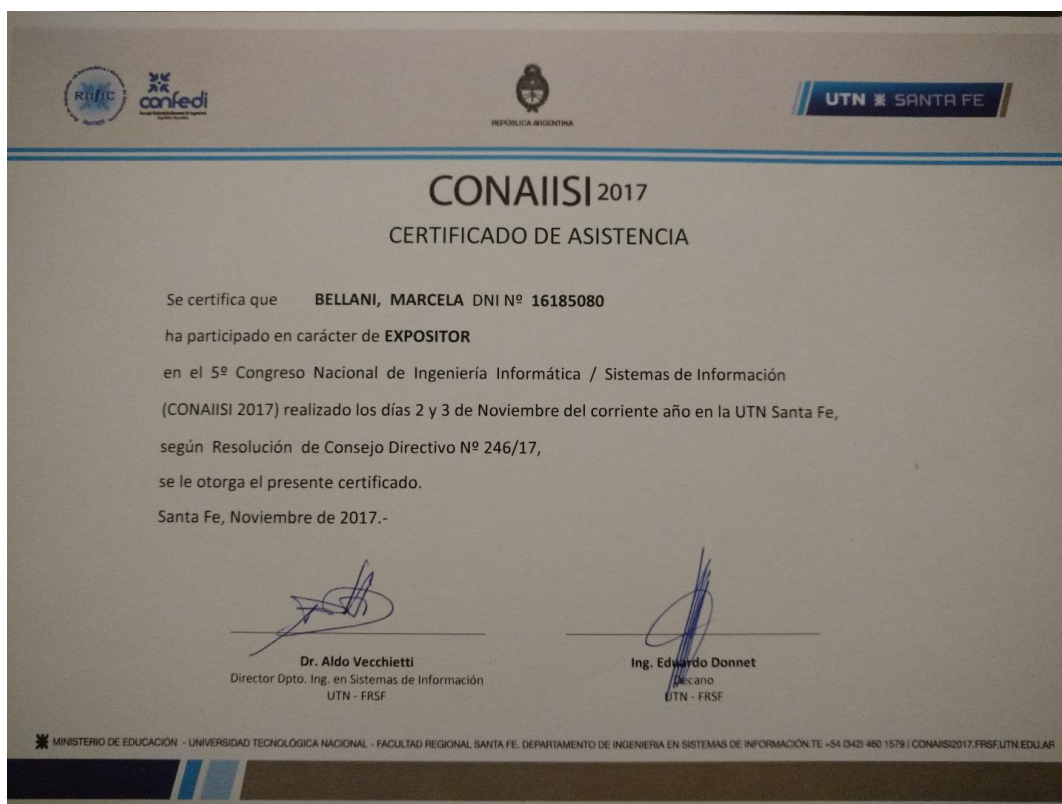 RIISIC
confedi
REPÚBLICA ARGENTINA
UTN SANTA FE
CONAIISI 2017
CERTIFICADO DE ASISTENCIA
Se certifica que BELLANI, MARCELA DNI Nº 16185080
ha participado en carácter de EXPOSITOR
en el 5º Congreso Nacional de Ingeniería Informática / Sistemas de Información
(CONAIISI 2017) realizado los días 2 y 3 de Noviembre del corriente año en la UTN Santa Fe,
según Resolución de Consejo Directivo Nº 246/17,
se le otorga el presente certificado.
Santa Fe, Noviembre de 2017.-
Dr. Aldo Vecchietti
Director Dpto. Ing. en Sistemas de Información
UTN - FRSF
Ing. Eduardo Donnet
Decano
UTN - FRSF
MINISTERIO DE EDUCACIÓN - UNIVERSIDAD TECNOLÓGICA NACIONAL - FACULTAD REGIONAL SANTA FE. DEPARTAMENTO DE INGENIERIA EN SISTEMAS DE INFORMACIÓN.TE +54 (342) 460 1579 | CONAIISI2017.FRSF.UTN.EDU.AR